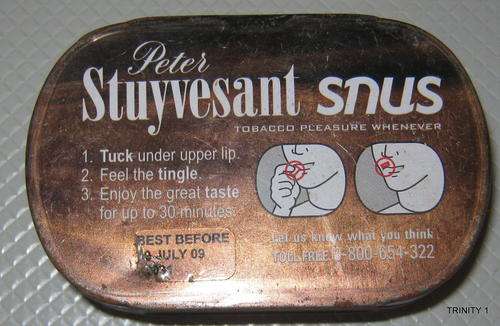 Peter
Stuyvesant snus
TOBACCO PLEASURE WHENEVER
1. Tuck under upper lip.
2. Feel the tingle.
3. Enjoy the great taste
for up to 30 minutes.
BEST BEFORE
JULY 09
Let us know what you think
TOLL FREE 0-800-654-322
TRINITY 1